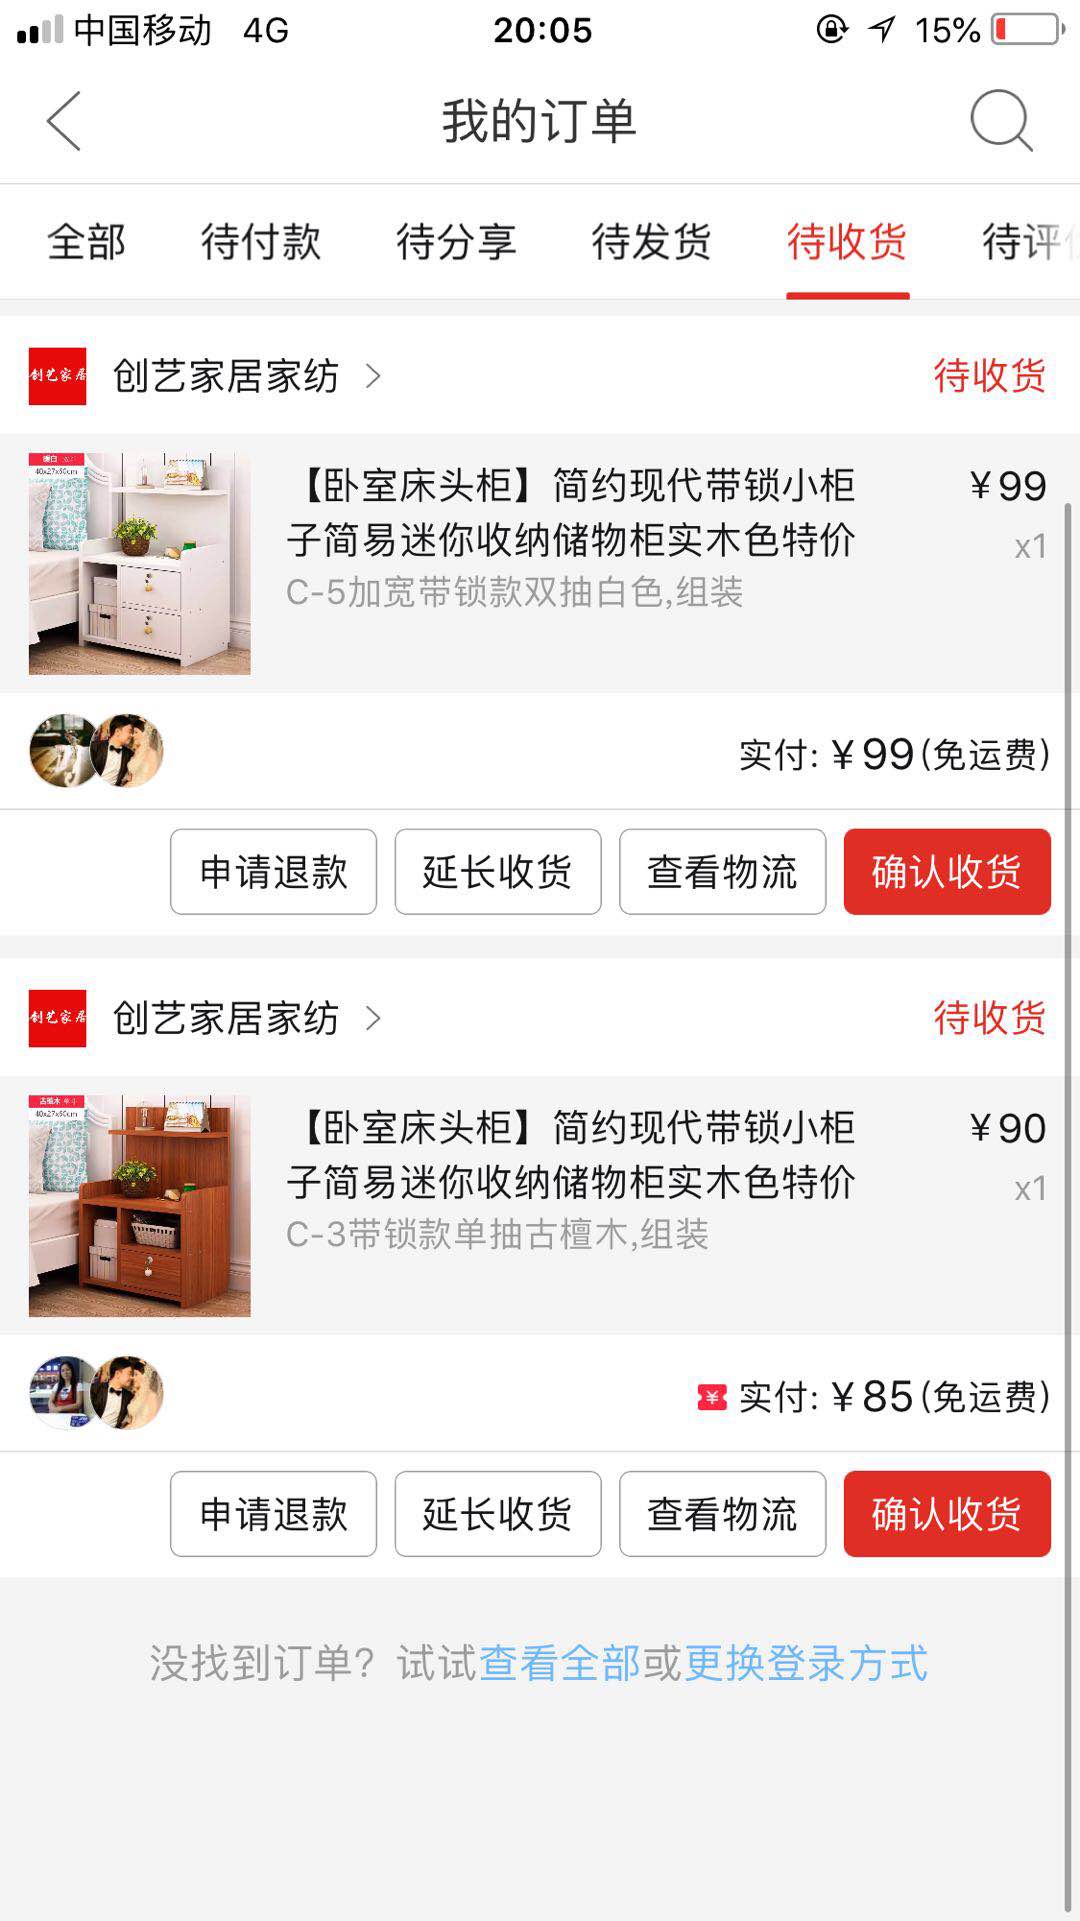 中国移动 4G 20:05 15%
我的订单
全部 待付款 待分享 待发货 待收货 待评
创艺家居 创艺家居家纺 待收货
暖白
40x27x60cm
【卧室床头柜】简约现代带锁小柜 ¥99
子简易迷你收纳储物柜实木色特价 x1
C-5加宽带锁款双抽白色,组装
实付: ¥99(免运费)
申请退款 延长收货 查看物流 确认收货
创艺家居 创艺家居家纺 待收货
古檀木
40x27x60cm
【卧室床头柜】简约现代带锁小柜 ¥90
子简易迷你收纳储物柜实木色特价 x1
C-3带锁款单抽古檀木,组装
¥ 实付: ¥85(免运费)
申请退款 延长收货 查看物流 确认收货
没找到订单？试试查看全部或更换登录方式